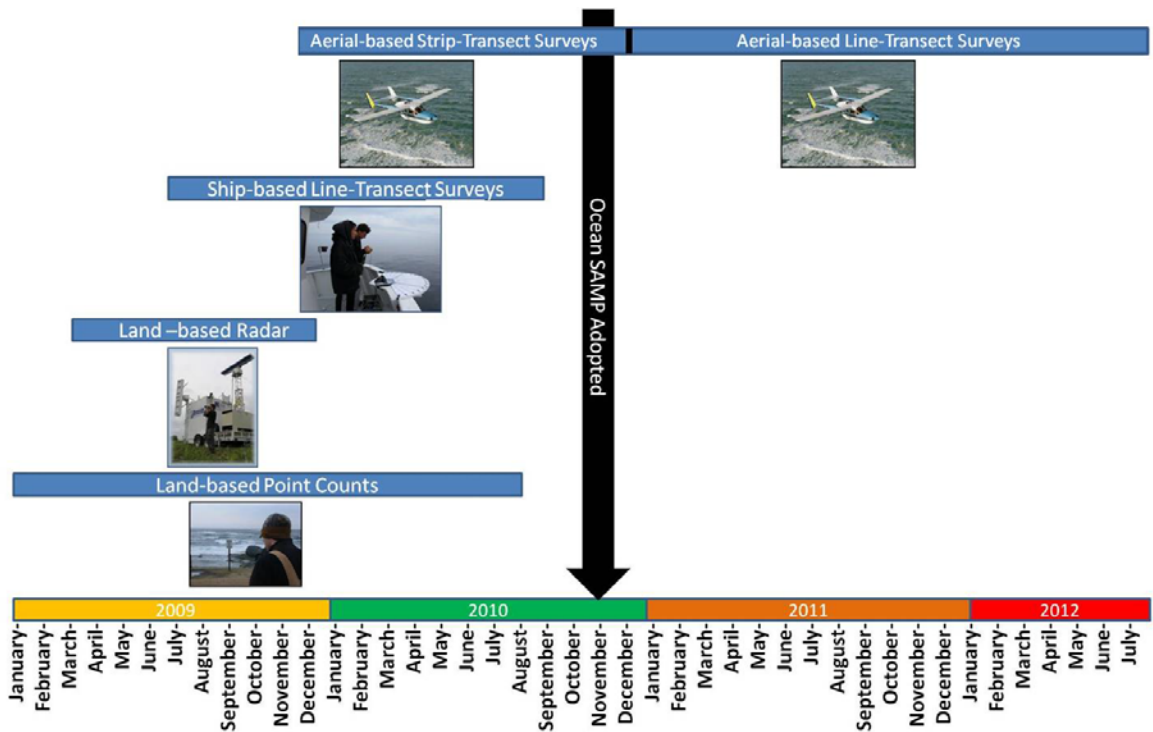 Aerial-based Strip-Transect Surveys
Aerial-based Line-Transect Surveys
Ship-based Line-Transect Surveys
Ocean SAMP Adopted
Land –based Radar
Land-based Point Counts
2009
2010
2011
2012
January-
February-
March-
April-
May-
June-
July-
August-
September-
October-
November-
December-
January-
February-
March-
April-
May-
June-
July-
August-
September-
October-
November-
December-
January-
February-
March-
April-
May-
June-
July-
August-
September-
October-
November-
December-
January-
February-
March-
April-
May-
June-
July-